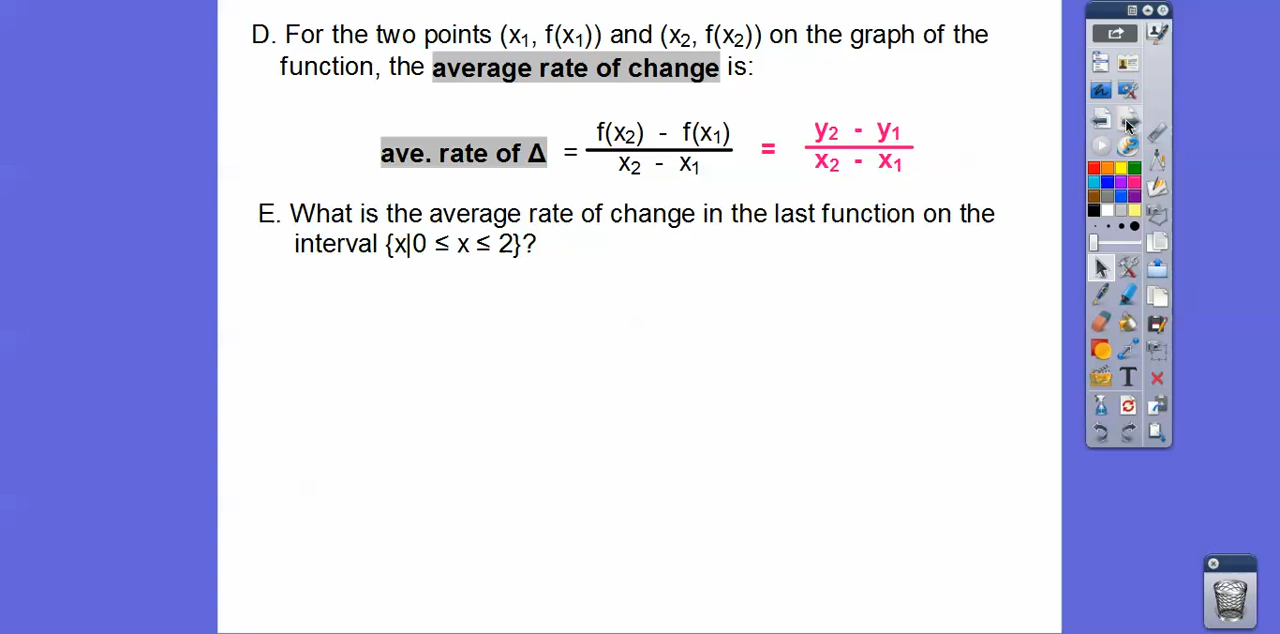 D. For the two points (x₁, f(x₁)) and (x₂, f(x₂)) on the graph of the
function, the average rate of change is:
ave. rate of Δ = f(x₂) - f(x₁) / x₂ - x₁ = y₂ - y₁ / x₂ - x₁
E. What is the average rate of change in the last function on the
interval {x|0 ≤ x ≤ 2}?
T